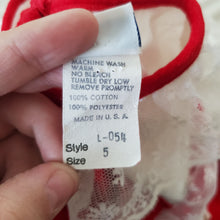 MACHINE WASH
WARM
NO BLEACH
TUMBLE DRY LOW
REMOVE PROMPTLY
100% COTTON
100% POLYESTER
MADE IN U.S.A.
Style L-054
Size 5